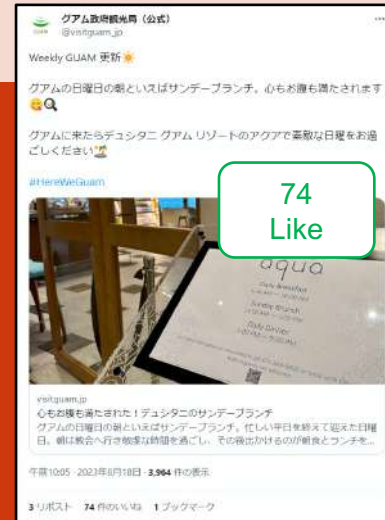 グアム政府観光局（公式）
@visitguam_jp
Weekly GUAM 更新
グアムの日曜日の朝といえばサンデーブランチ。心もお腹も満たされます
グアムに来たらデュシタニ グアム リゾートのアクアで素敵な日曜をお過
ごしください
#HereWeGuam
74
Like
aqua
Daily Breakfast
Sunday Brunch
Daily Dinner
visitguam.jp
心もお腹も満たされた！デュシタニのサンデーブランチ
グアムの日曜日の朝といえばサンデーブランチ。忙しい平日を終えて迎えた日曜
日。朝は教会へ行き敬虔な時間を過ごし、その後出かけるのが朝食とランチを...
午前10:05 · 2023年8月18日 · 3,964 件の表示
3 リポスト 74 件のいいね 1 ブックマーク